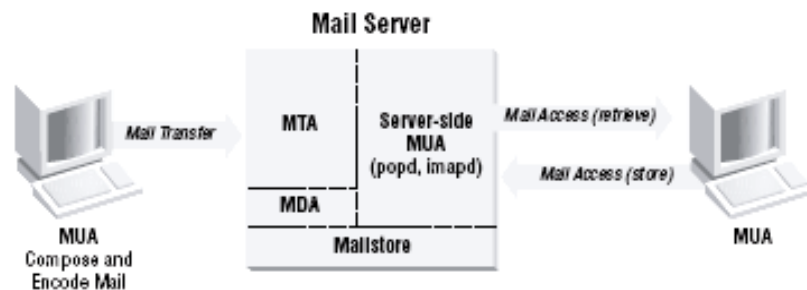 Mail Server
Mail Transfer
MTA
MDA
Server-side
MUA
(popd, imapd)
Mailstore
Mail Access (retrieve)
Mail Access (store)
MUA
Compose and
Encode Mail
MUA